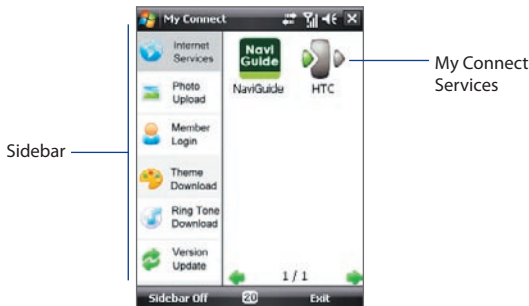 My Connect
Internet
Services
Photo
Upload
Member
Login
Theme
Download
Ring Tone
Download
Version
Update
Navi
Guide
NaviGuide
HTC
1 / 1
Sidebar Off
20
Exit
Sidebar
My Connect
Services